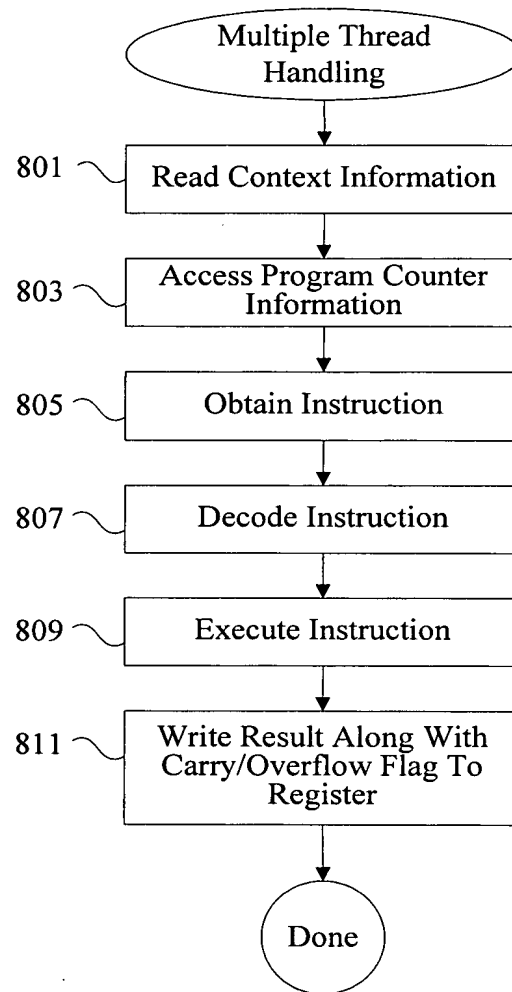 Multiple Thread
Handling
801
Read Context Information
803
Access Program Counter
Information
805
Obtain Instruction
807
Decode Instruction
809
Execute Instruction
811
Write Result Along With
Carry/Overflow Flag To
Register
Done